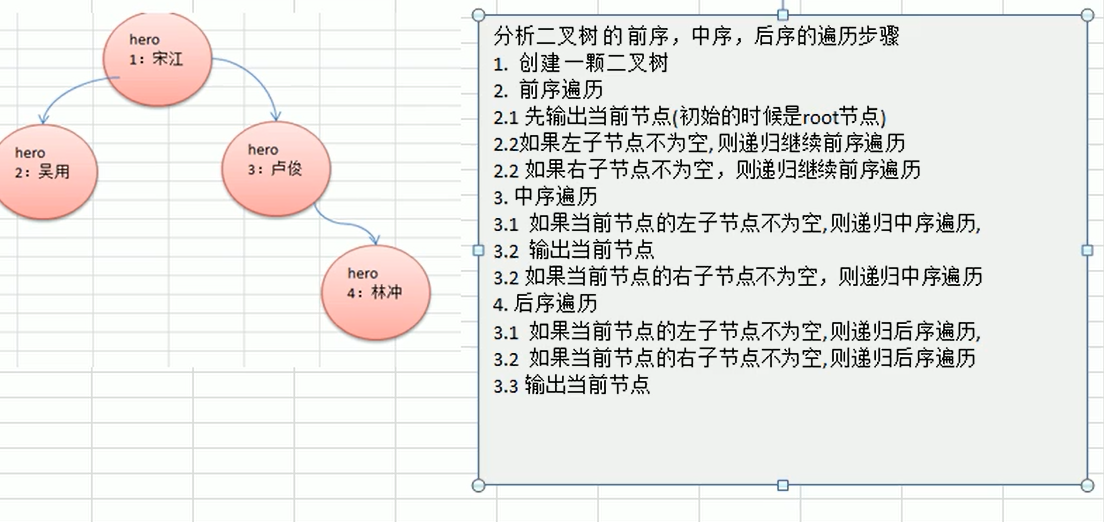 hero
1：宋江
hero
2：吴用
hero
3：卢俊
hero
4：林冲
分析二叉树的前序，中序，后序的遍历步骤
1. 创建一颗二叉树
2. 前序遍历
2.1 先输出当前节点(初始的时候是root节点)
2.2如果左子节点不为空,则递归继续前序遍历
2.2 如果右子节点不为空，则递归继续前序遍历
3. 中序遍历
3.1 如果当前节点的左子节点不为空,则递归中序遍历,
3.2 输出当前节点
3.2 如果当前节点的右子节点不为空，则递归中序遍历
4. 后序遍历
3.1 如果当前节点的左子节点不为空,则递归后序遍历,
3.2 如果当前节点的右子节点不为空,则递归后序遍历
3.3 输出当前节点